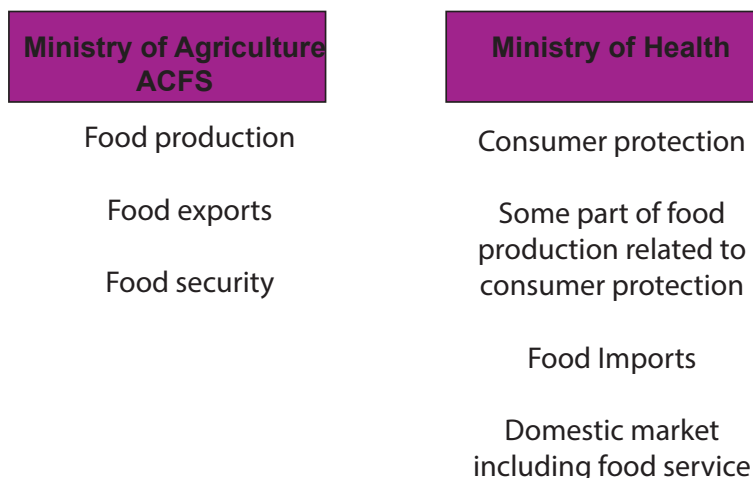 Ministry of Agriculture
ACFS
Food production
Food exports
Food security
Ministry of Health
Consumer protection
Some part of food
production related to
consumer protection
Food Imports
Domestic market
including food service